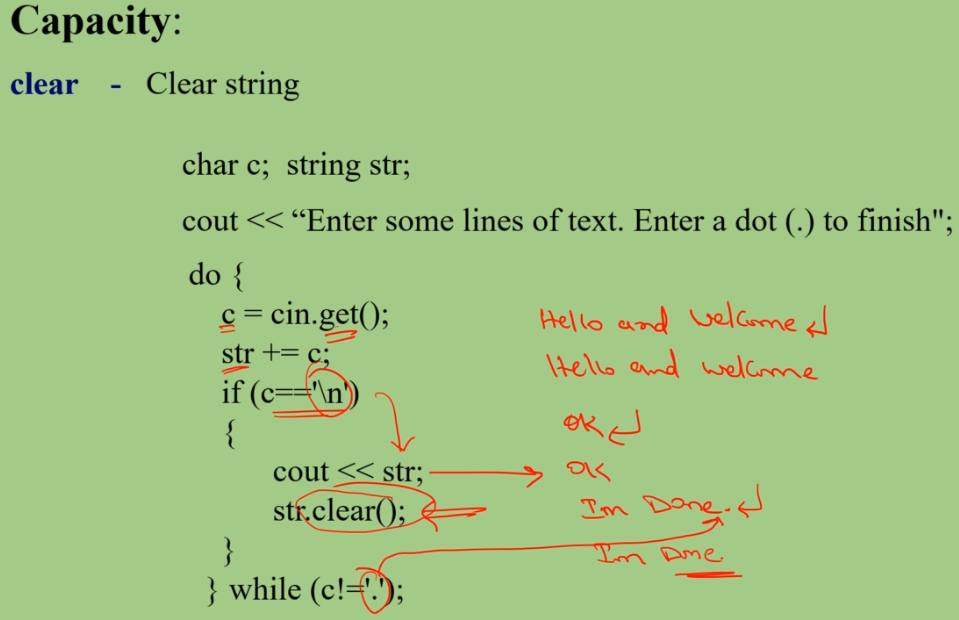 Capacity:
clear - Clear string
char c; string str;
cout << “Enter some lines of text. Enter a dot (.) to finish";
do {
c = cin.get();
Hello and welcome ↵
str += c;
Hello and welcome
if (c=='\n')
{
OK ↵
cout << str;
OK
str.clear();
Im Done. ↵
}
Im Done.
} while (c!='.');